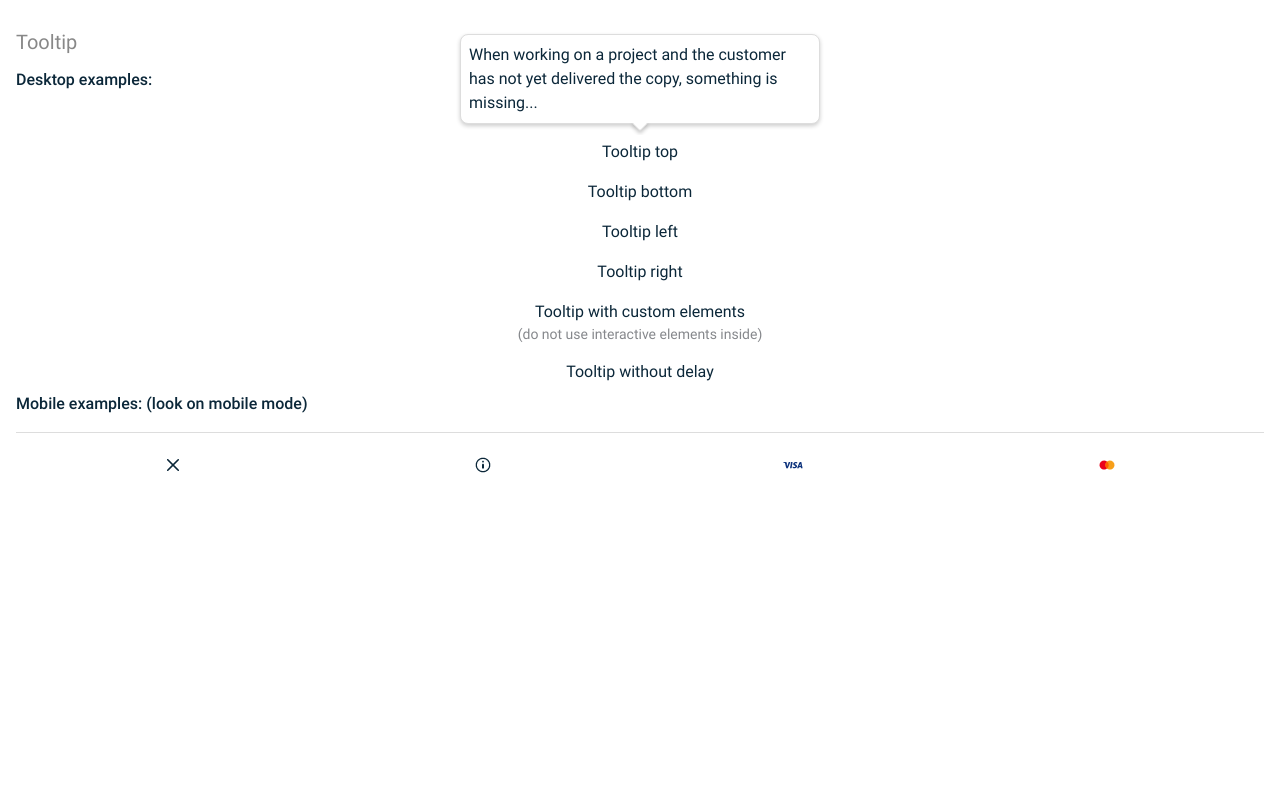 Tooltip
Desktop examples:
When working on a project and the customer
has not yet delivered the copy, something is
missing...
Tooltip top
Tooltip bottom
Tooltip left
Tooltip right
Tooltip with custom elements
(do not use interactive elements inside)
Tooltip without delay
Mobile examples: (look on mobile mode)
VISA